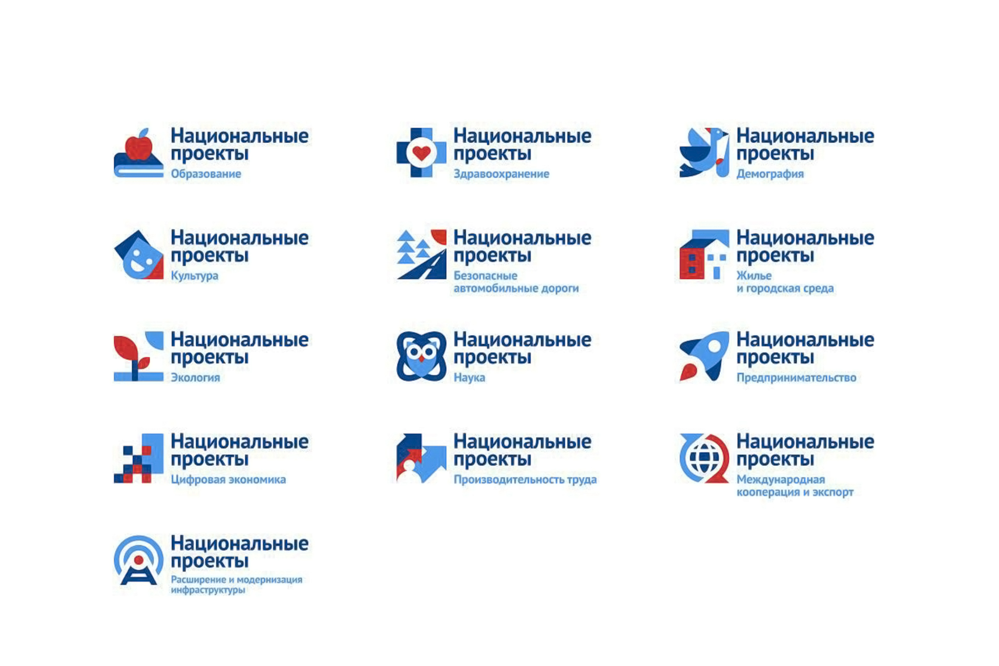 Национальные
проекты
Образование
Национальные
проекты
Здравоохранение
Национальные
проекты
Демография
Национальные
проекты
Культура
Национальные
проекты
Безопасные
автомобильные дороги
Национальные
проекты
Жилье
и городская среда
Национальные
проекты
Экология
Национальные
проекты
Наука
Национальные
проекты
Предпринимательство
Национальные
проекты
Цифровая экономика
Национальные
проекты
Производительность труда
Национальные
проекты
Международная
кооперация и экспорт
Национальные
проекты
Расширение и модернизация
инфраструктуры